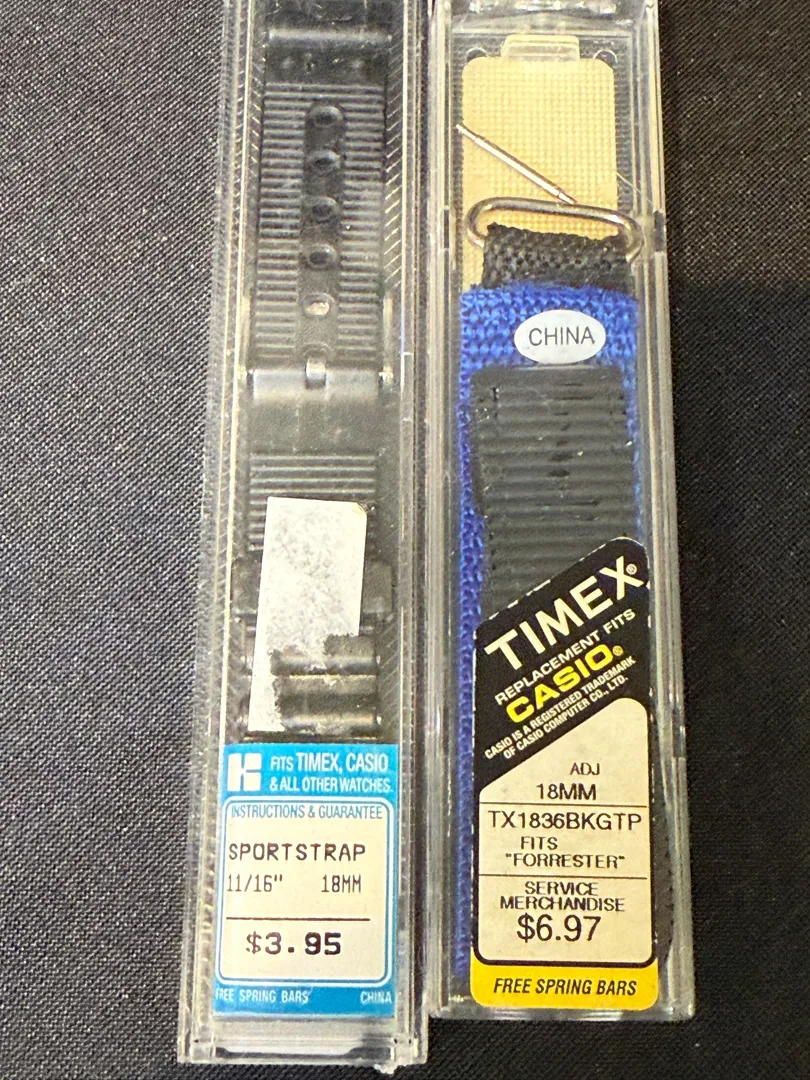 FITS TIMEX, CASIO
& ALL OTHER WATCHES.
INSTRUCTIONS & GUARANTEE
SPORTSTRAP
11/16" 18MM
$3.95
FREE SPRING BARS CHINA
CHINA
TIMEX®
REPLACEMENT FITS
CASIO®
CASIO IS A REGISTERED TRADEMARK
OF CASIO COMPUTER CO., LTD.
ADJ
18MM
TX1836BKGTP
FITS
"FORRESTER"
SERVICE
MERCHANDISE
$6.97
FREE SPRING BARS